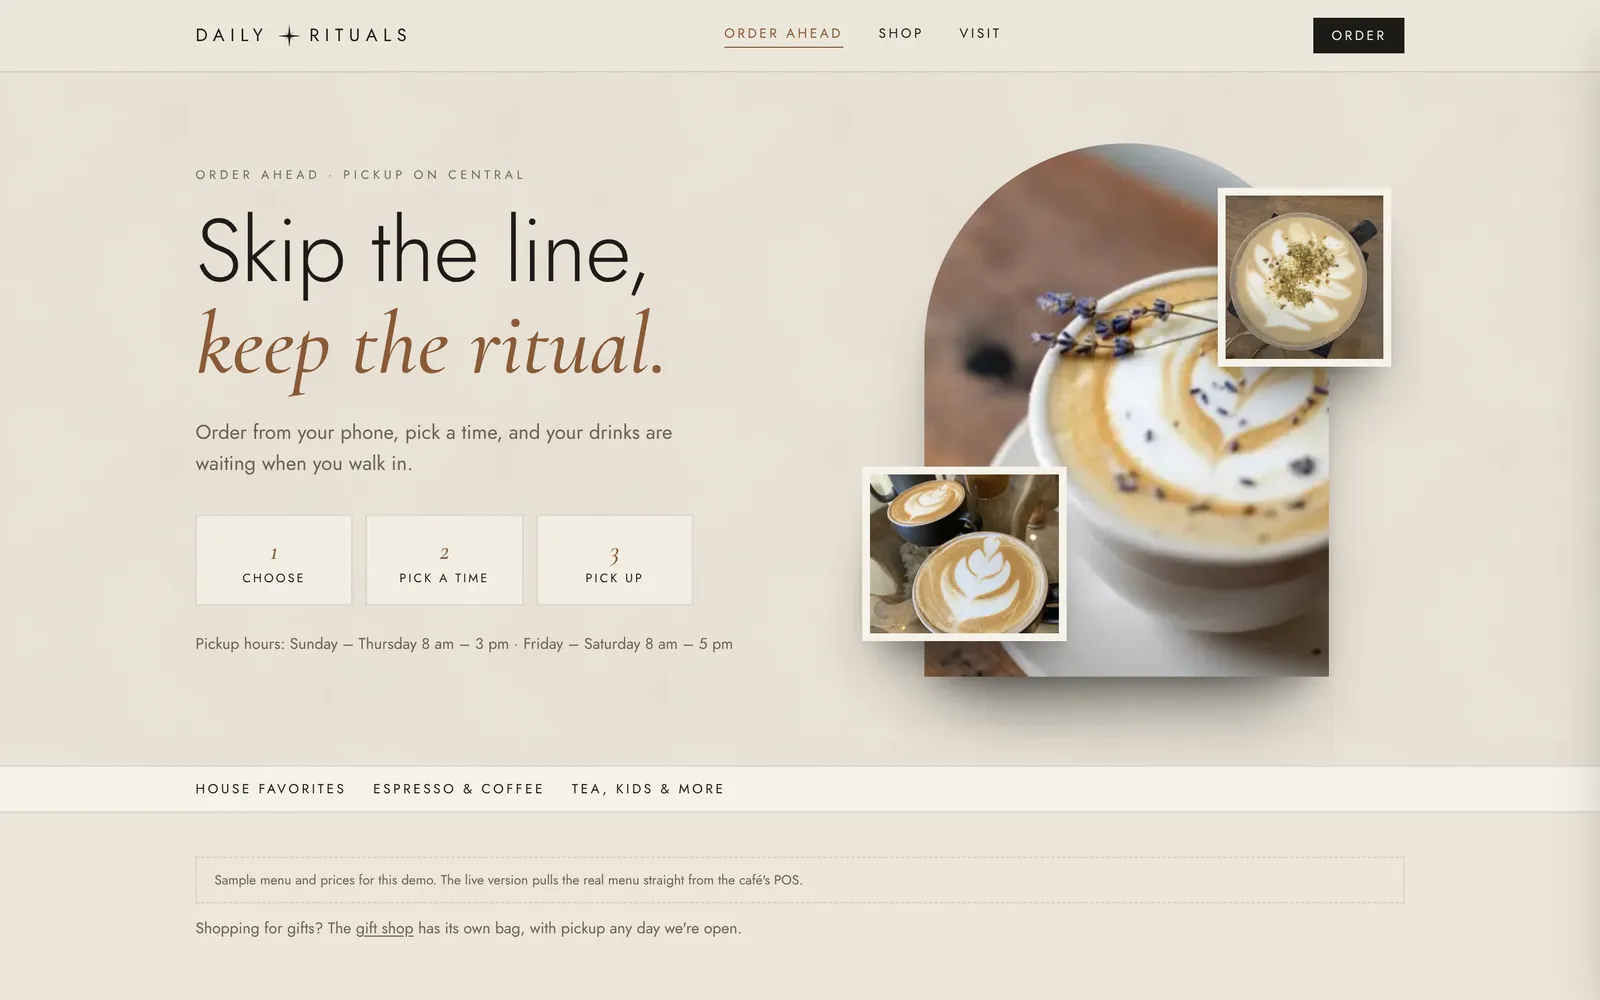 DAILY RITUALS
ORDER AHEAD
SHOP
VISIT
ORDER
ORDER AHEAD · PICKUP ON CENTRAL
Skip the line,
keep the ritual.
Order from your phone, pick a time, and your drinks are
waiting when you walk in.
1
CHOOSE
2
PICK A TIME
3
PICK UP
Pickup hours: Sunday – Thursday 8 am – 3 pm · Friday – Saturday 8 am – 5 pm
HOUSE FAVORITES
ESPRESSO & COFFEE
TEA, KIDS & MORE
Sample menu and prices for this demo. The live version pulls the real menu straight from the café's POS.
Shopping for gifts? The gift shop has its own bag, with pickup any day we're open.